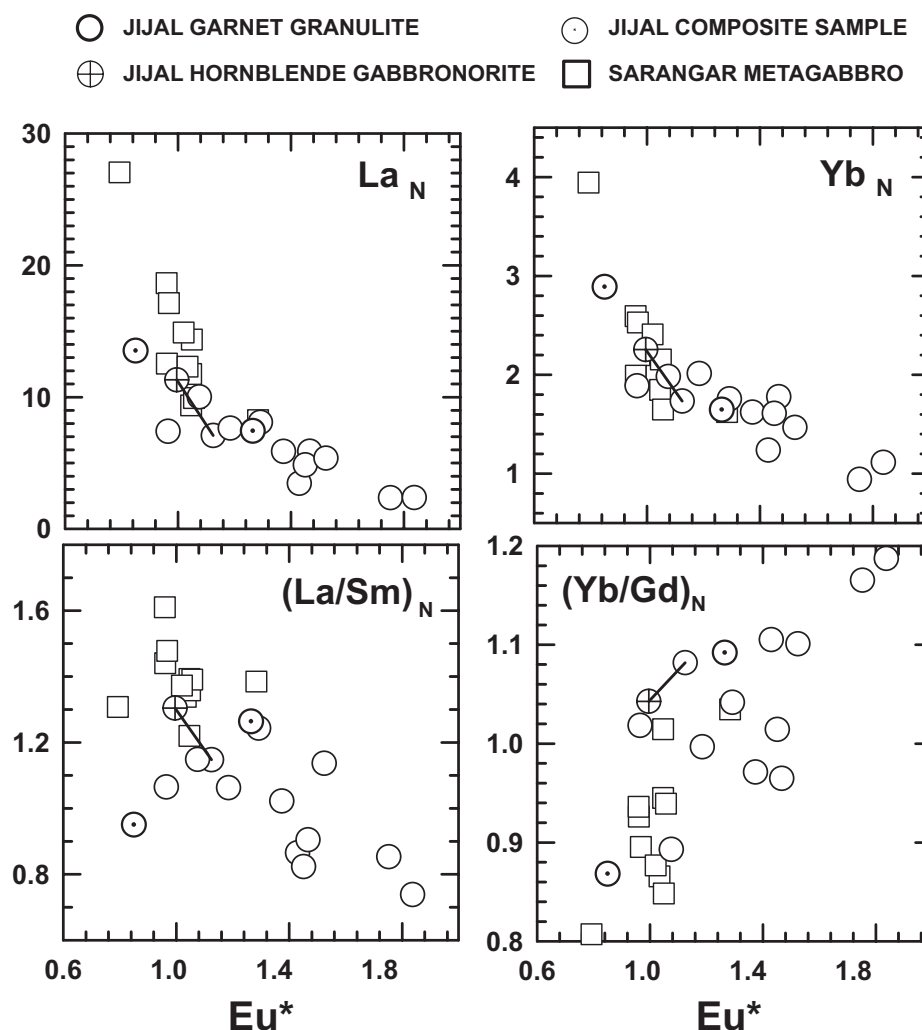 JIJAL GARNET GRANULITE
JIJAL COMPOSITE SAMPLE
JIJAL HORNBLENDE GABBRONORITE
SARANGAR METAGABBRO
30
20
10
0
La N
4
3
2
1
Yb N
1.6
1.2
0.8
(La/Sm)N
0.6 1.0 1.4 1.8
Eu*
1.2
1.1
1.0
0.9
0.8
(Yb/Gd)N
0.6 1.0 1.4 1.8
Eu*